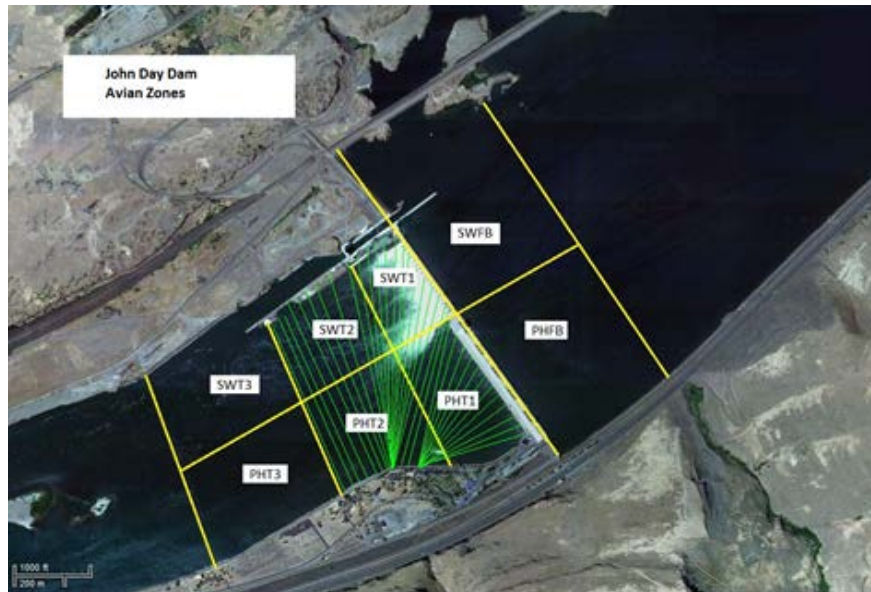 John Day Dam
Avian Zones
SWFB
SWT1
SWT2
PHFB
SWT3
PHT1
PHT2
PHT3
1000 ft
200 m